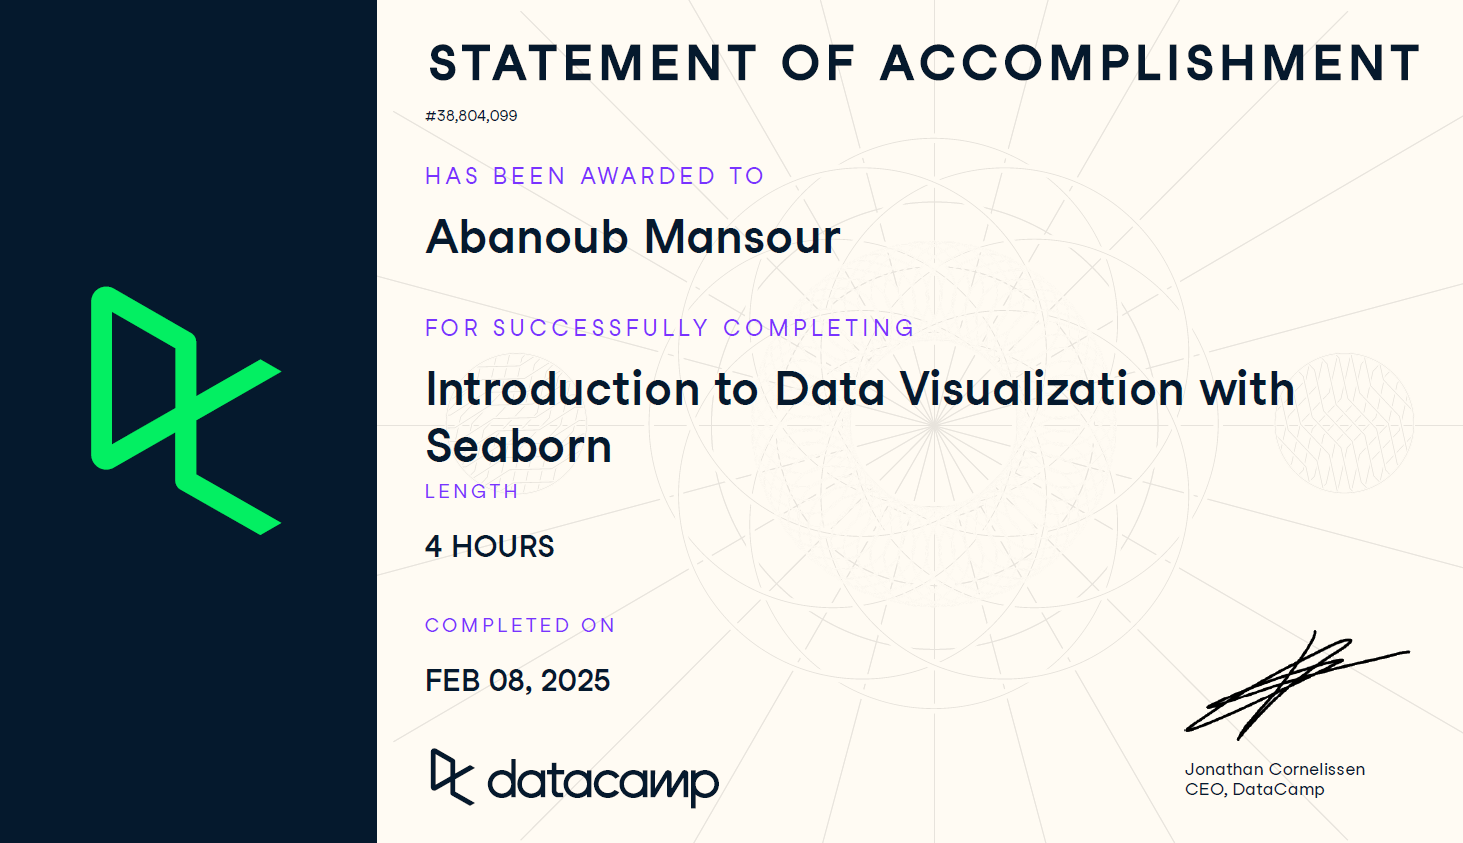 STATEMENT OF ACCOMPLISHMENT
#38,804,099
HAS BEEN AWARDED TO
Abanoub Mansour
FOR SUCCESSFULLY COMPLETING
Introduction to Data Visualization with
Seaborn
LENGTH
4 HOURS
COMPLETED ON
FEB 08, 2025
datacamp
Jonathan Cornelissen
CEO, DataCamp